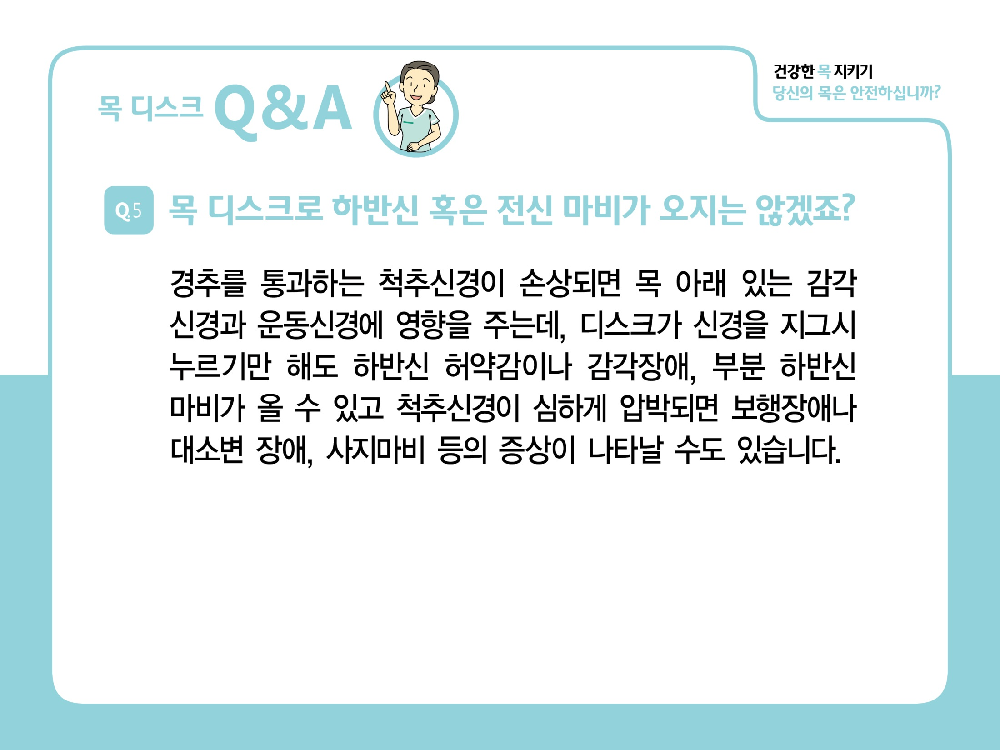 건강한 목 지키기
당신의 목은 안전하십니까?
목 디스크 Q&A
Q.5 목 디스크로 하반신 혹은 전신 마비가 오지는 않겠죠?
경추를 통과하는 척추신경이 손상되면 목 아래 있는 감각
신경과 운동신경에 영향을 주는데, 디스크가 신경을 지그시
누르기만 해도 하반신 허약감이나 감각장애, 부분 하반신
마비가 올 수 있고 척추신경이 심하게 압박되면 보행장애나
대소변 장애, 사지마비 등의 증상이 나타날 수도 있습니다.